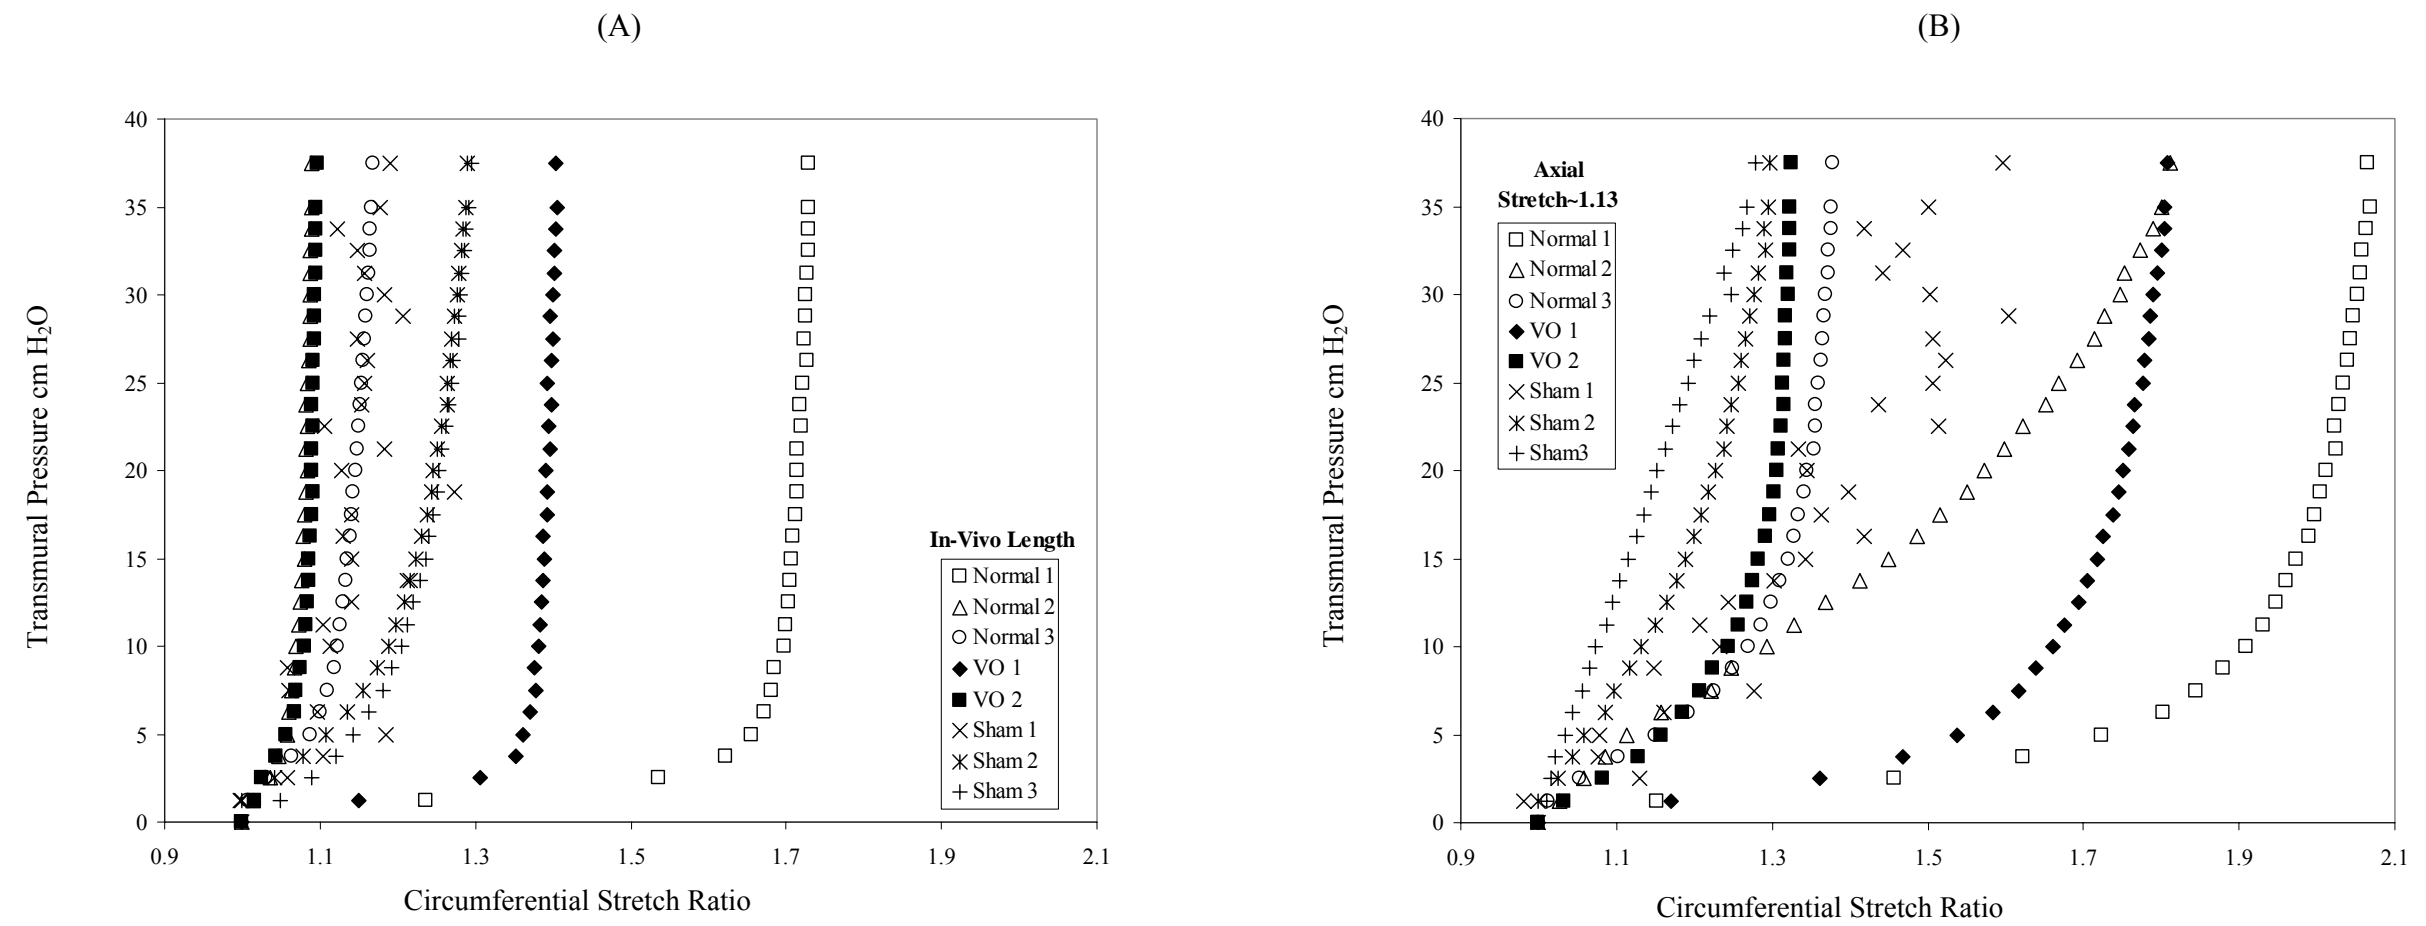 (A)
40
35
30
25
20
15
10
5
0
0.9 1.1 1.3 1.5 1.7 1.9 2.1
Transmural Pressure cm H₂O
Circumferential Stretch Ratio
In-Vivo Length
Normal 1
Normal 2
Normal 3
VO 1
VO 2
Sham 1
Sham 2
Sham 3
(B)
40
35
30
25
20
15
10
5
0
0.9 1.1 1.3 1.5 1.7 1.9 2.1
Transmural Pressure cm H₂O
Circumferential Stretch Ratio
Axial
Stretch~1.13
Normal 1
Normal 2
Normal 3
VO 1
VO 2
Sham 1
Sham 2
Sham3